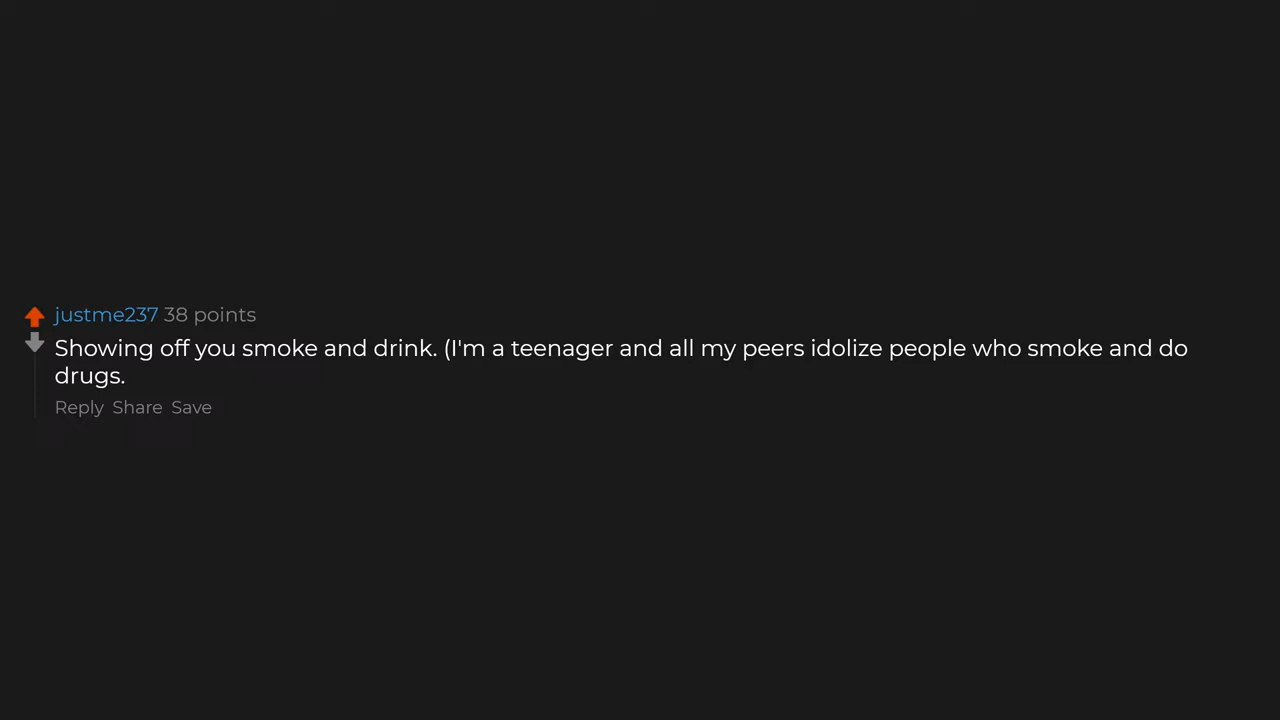 justme237 38 points
Showing off you smoke and drink. (I'm a teenager and all my peers idolize people who smoke and do
drugs.
Reply Share Save